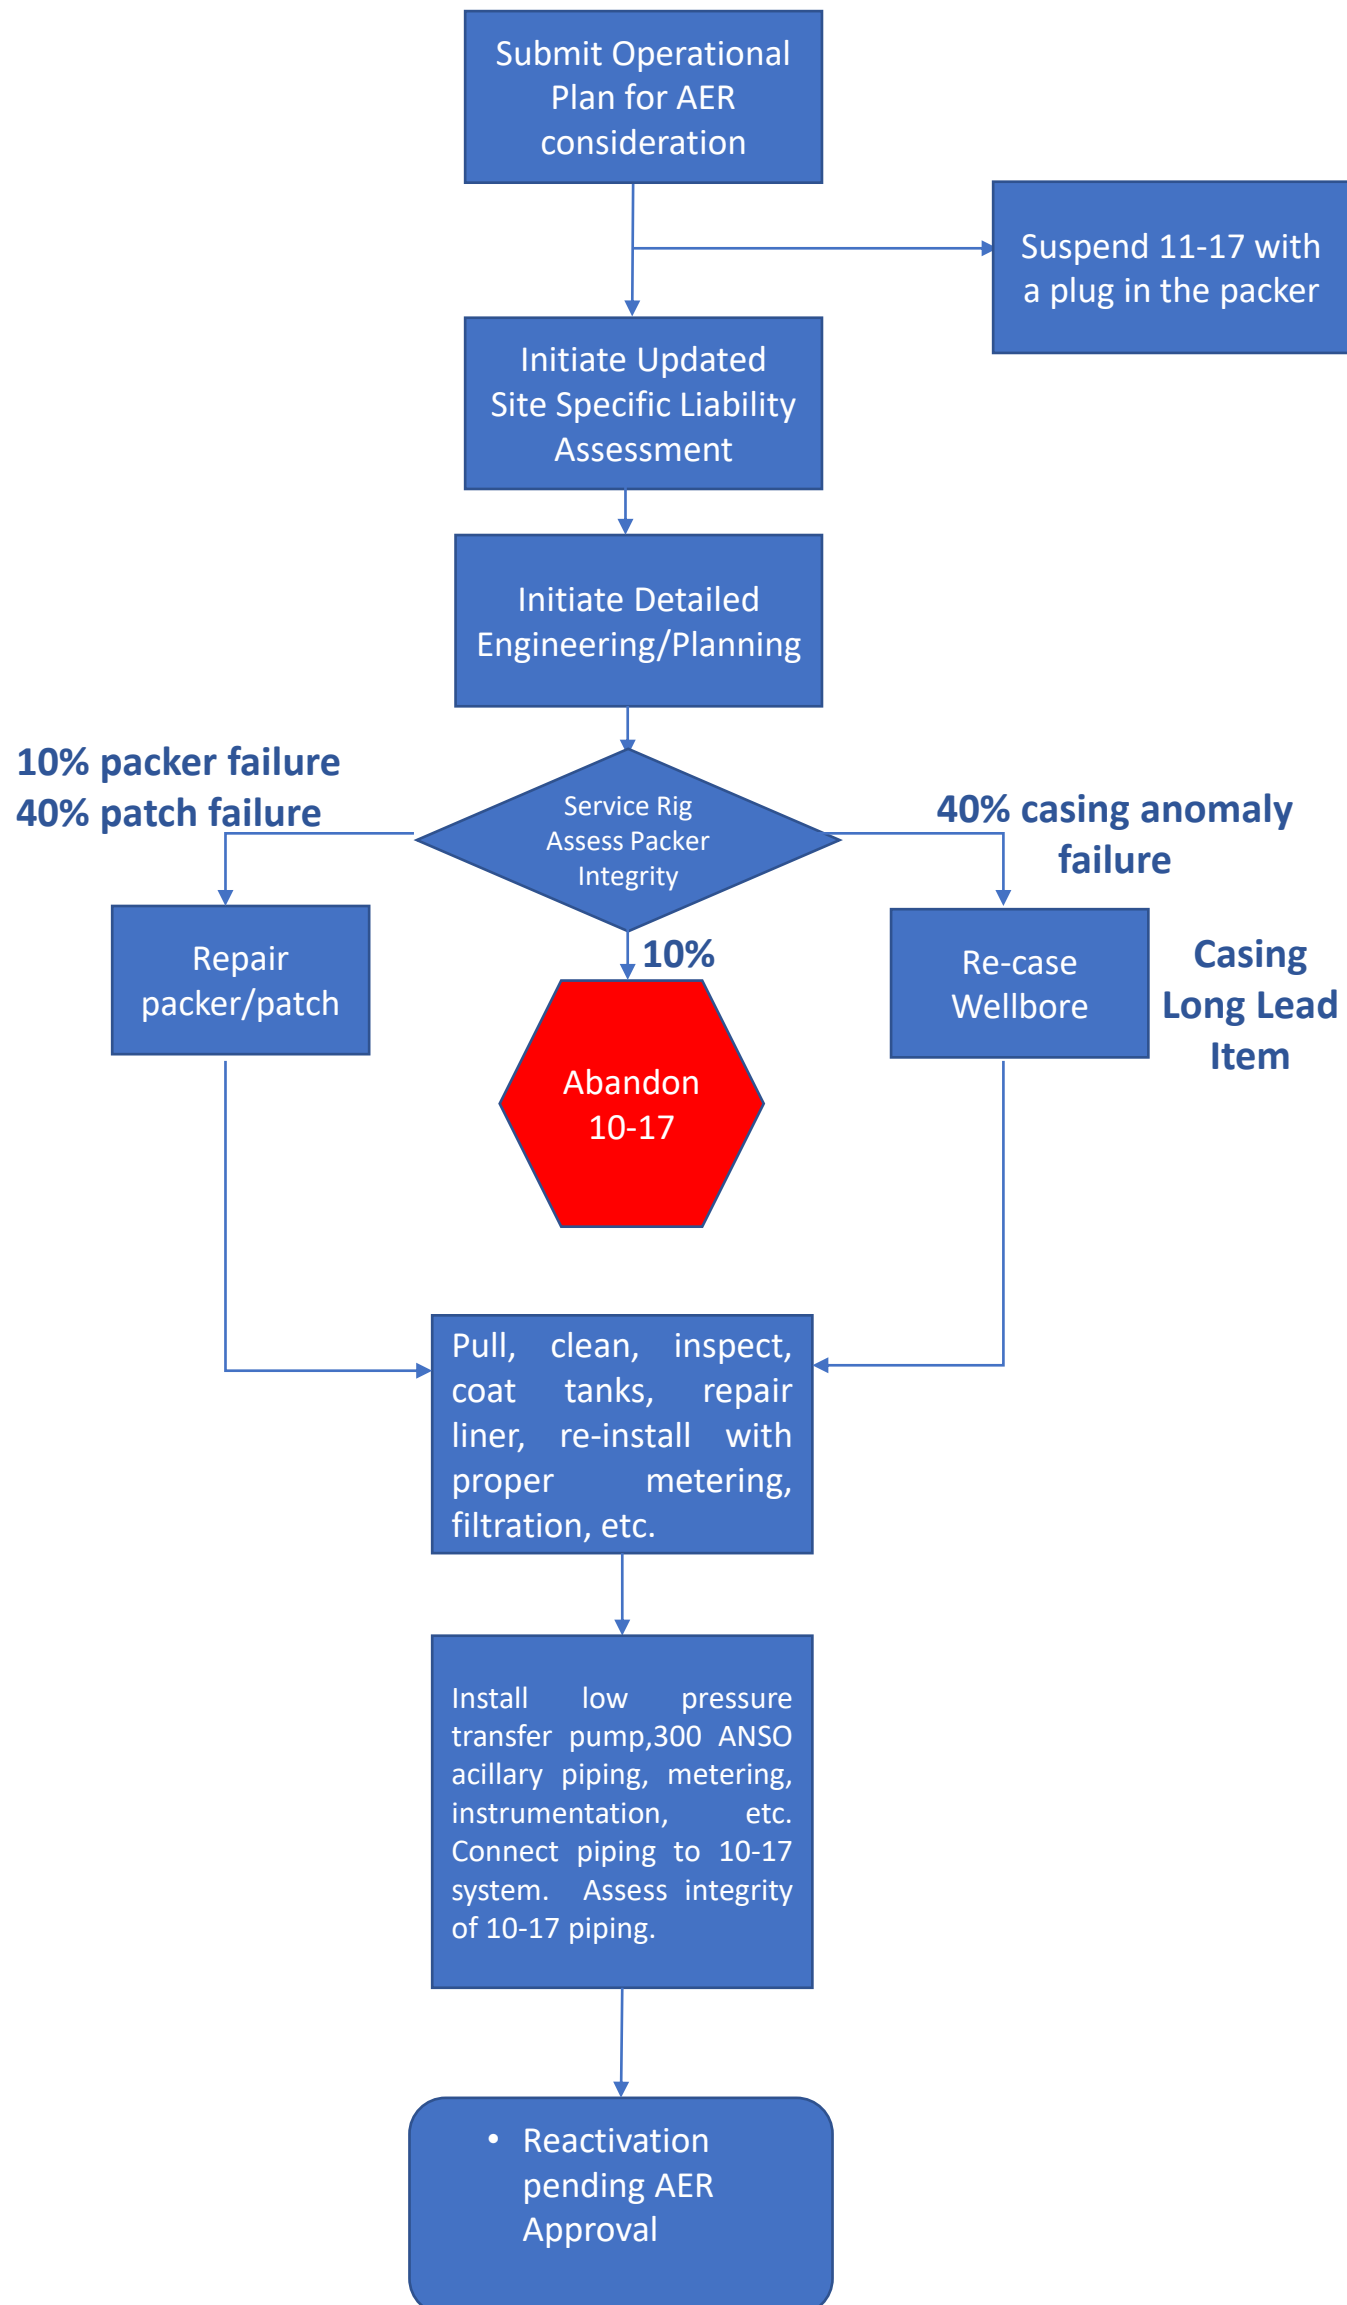 Submit Operational
Plan for AER
consideration
Suspend 11-17 with
a plug in the packer
Initiate Updated
Site Specific Liability
Assessment
Initiate Detailed
Engineering/Planning
10% packer failure
40% patch failure
Service Rig
Assess Packer
Integrity
40% casing anomaly
failure
Repair
packer/patch
10%
Abandon
10-17
Re-case
Wellbore
Casing
Long Lead
Item
Pull, clean, inspect,
coat tanks, repair
liner, re-install with
proper metering,
filtration, etc.
Install low pressure
transfer pump,300 ANSO
acillary piping, metering,
instrumentation, etc.
Connect piping to 10-17
system. Assess integrity
of 10-17 piping.
• Reactivation
pending AER
Approval